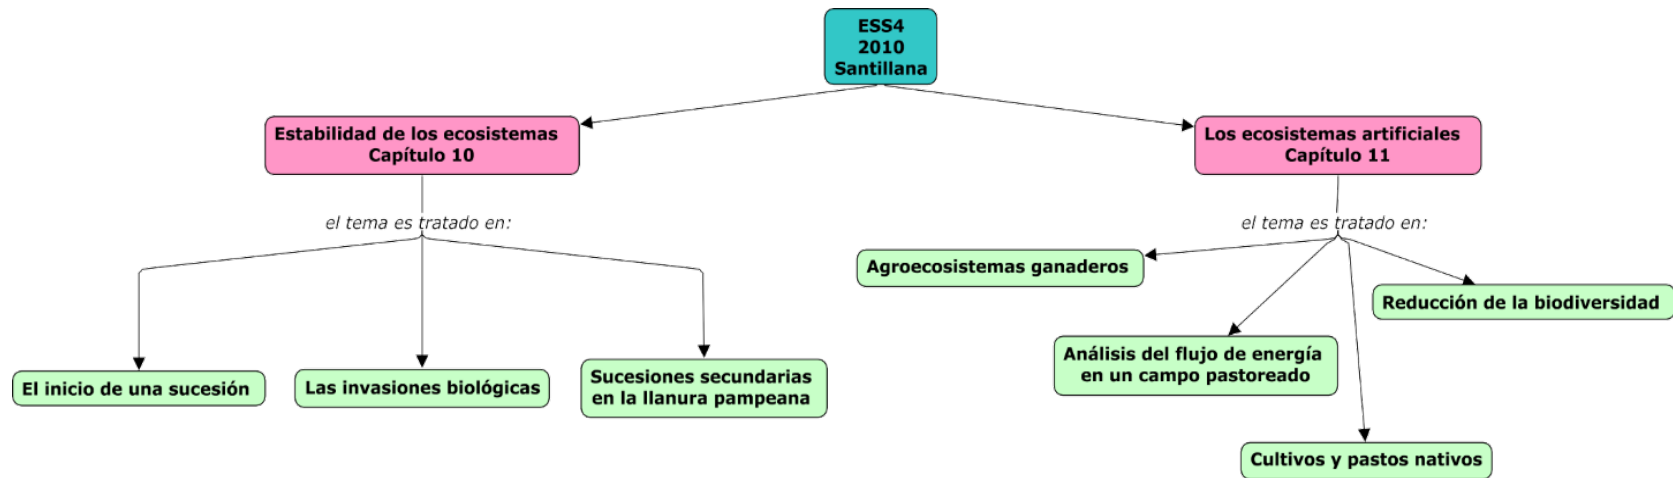 ESS4
2010
Santillana
Estabilidad de los ecosistemas
Capítulo 10
Los ecosistemas artificiales
Capítulo 11
el tema es tratado en:
el tema es tratado en:
Agroecosistemas ganaderos
Reducción de la biodiversidad
Análisis del flujo de energía
en un campo pastoreado
El inicio de una sucesión
Las invasiones biológicas
Sucesiones secundarias
en la llanura pampeana
Cultivos y pastos nativos